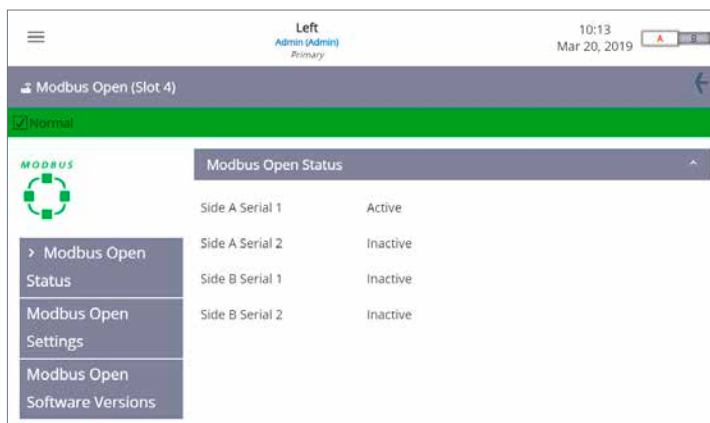 Left
Admin (Admin)
Primary
10:13
Mar 20, 2019
A B
Modbus Open (Slot 4)
Normal
MODBUS
Modbus Open Status
Side A Serial 1 Active
Side A Serial 2 Inactive
Side B Serial 1 Inactive
Side B Serial 2 Inactive
> Modbus Open
Status
Modbus Open
Settings
Modbus Open
Software Versions